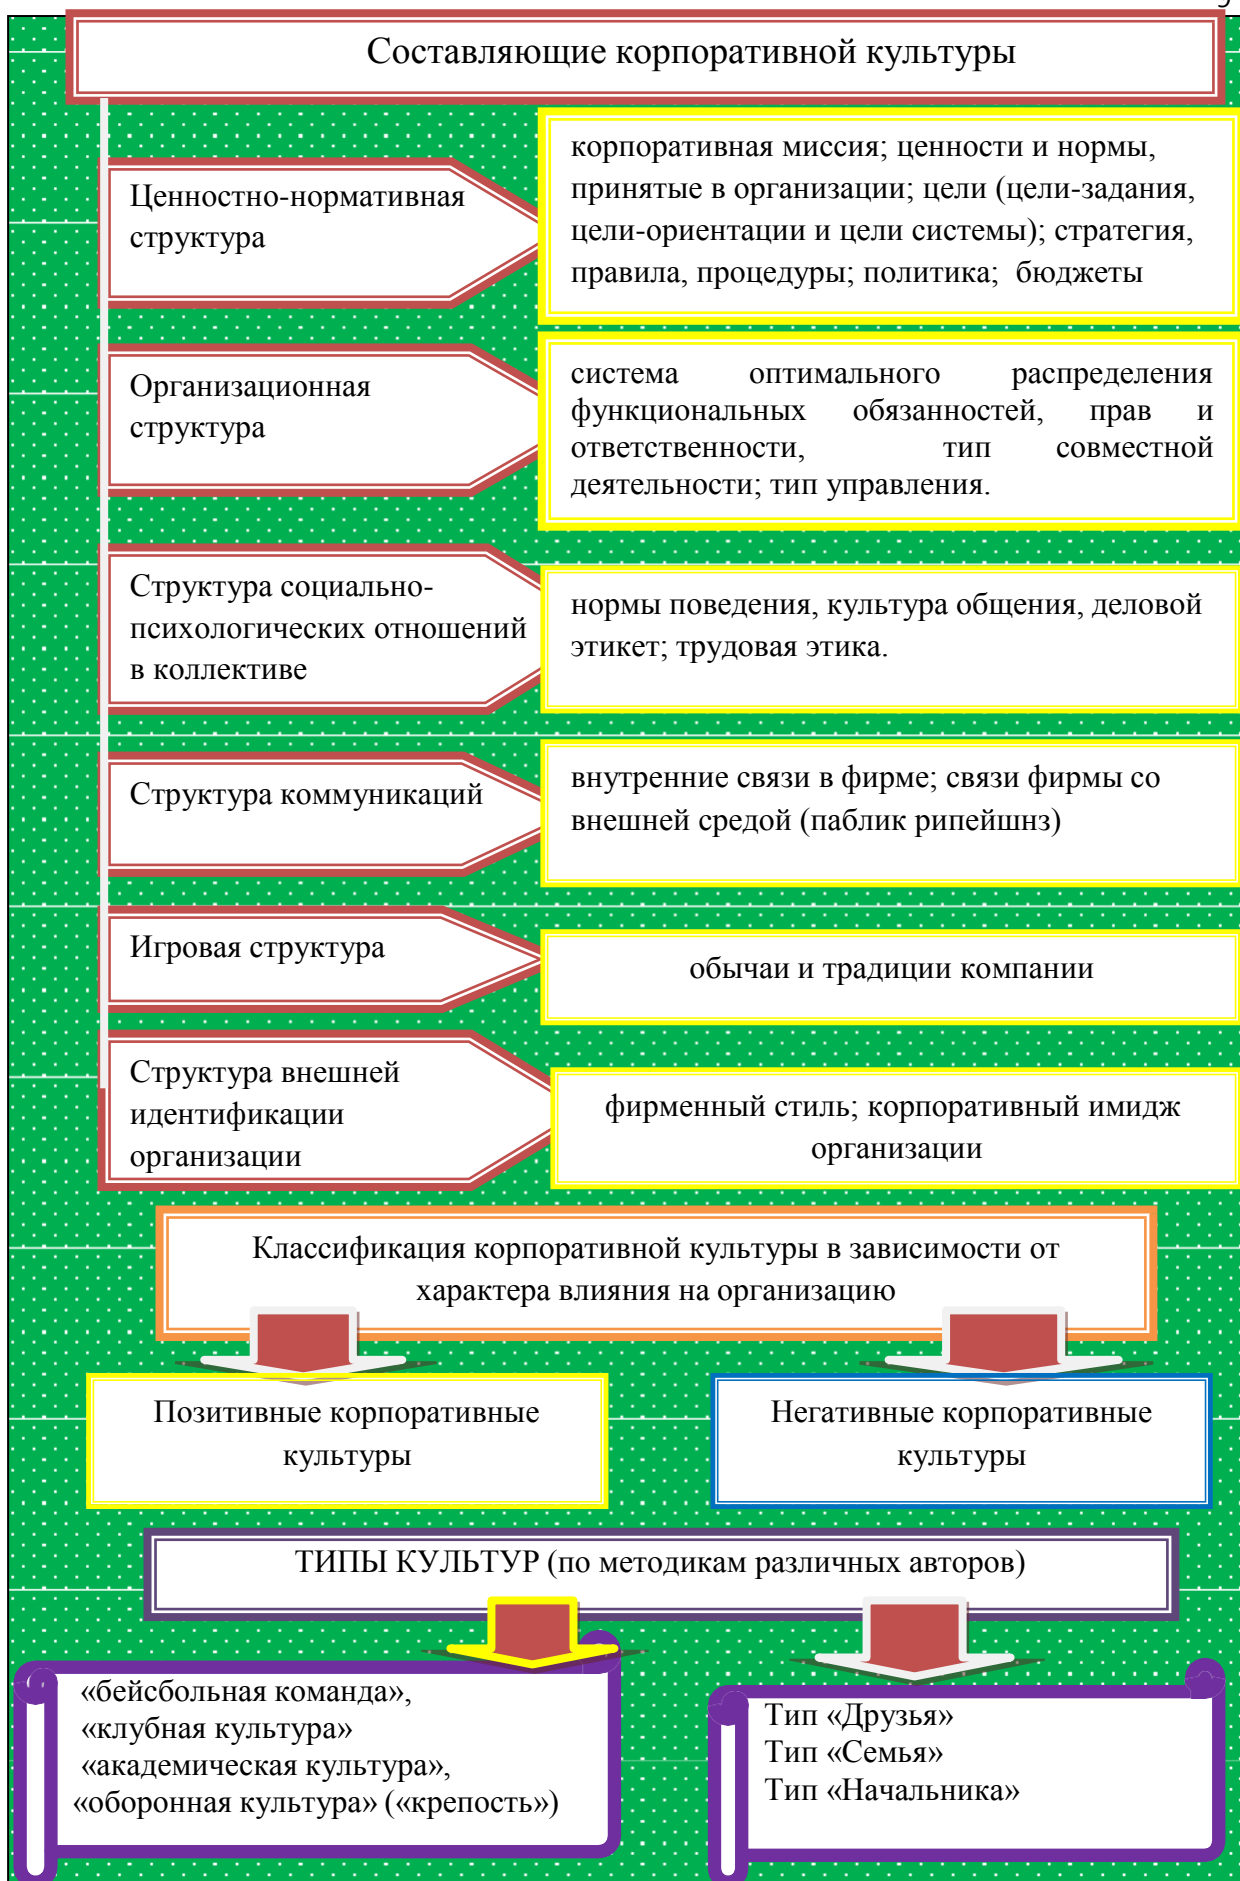 Составляющие корпоративной культуры
Ценностно-нормативная
структура
корпоративная миссия; ценности и нормы,
принятые в организации; цели (цели-задания,
цели-ориентации и цели системы); стратегия,
правила, процедуры; политика; бюджеты
Организационная
структура
система оптимального распределения
функциональных обязанностей, прав и
ответственности, тип совместной
деятельности; тип управления.
Структура социально-
психологических отношений
в коллективе
нормы поведения, культура общения, деловой
этикет; трудовая этика.
Структура коммуникаций
внутренние связи в фирме; связи фирмы со
внешней средой (паблик рипейшнз)
Игровая структура
обычаи и традиции компании
Структура внешней
идентификации
организации
фирменный стиль; корпоративный имидж
организации
Классификация корпоративной культуры в зависимости от
характера влияния на организацию
Позитивные корпоративные
культуры
Негативные корпоративные
культуры
ТИПЫ КУЛЬТУР (по методикам различных авторов)
«бейсбольная команда»,
«клубная культура»
«академическая культура»,
«оборонная культура» («крепость»)
Тип «Друзья»
Тип «Семья»
Тип «Начальника»